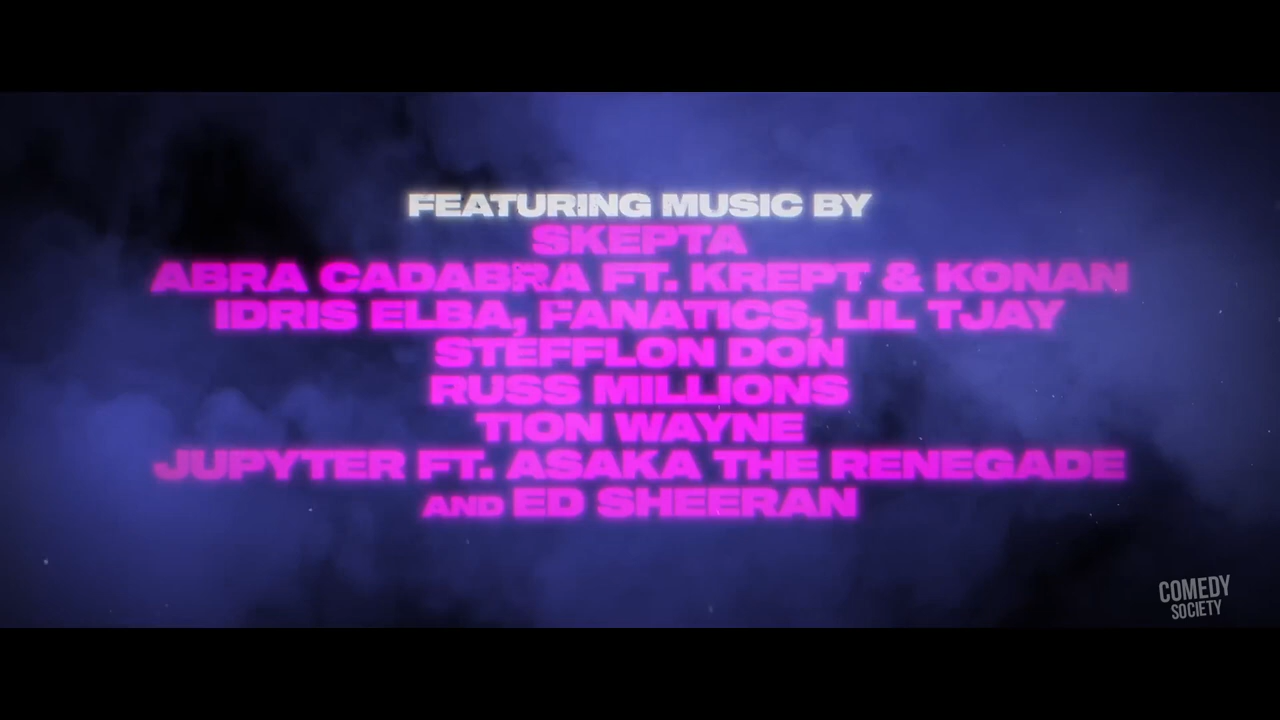 FEATURING MUSIC BY
SKEPTA
ABRA CADABRA FT. KREPT & KONAN
IDRIS ELBA, FANATICS, LIL TJAY
STEFFLON DON
RUSS MILLIONS
TION WAYNE
JUPYTER FT. ASAKA THE RENEGADE
AND ED SHEERAN
COMEDY
SOCIETY